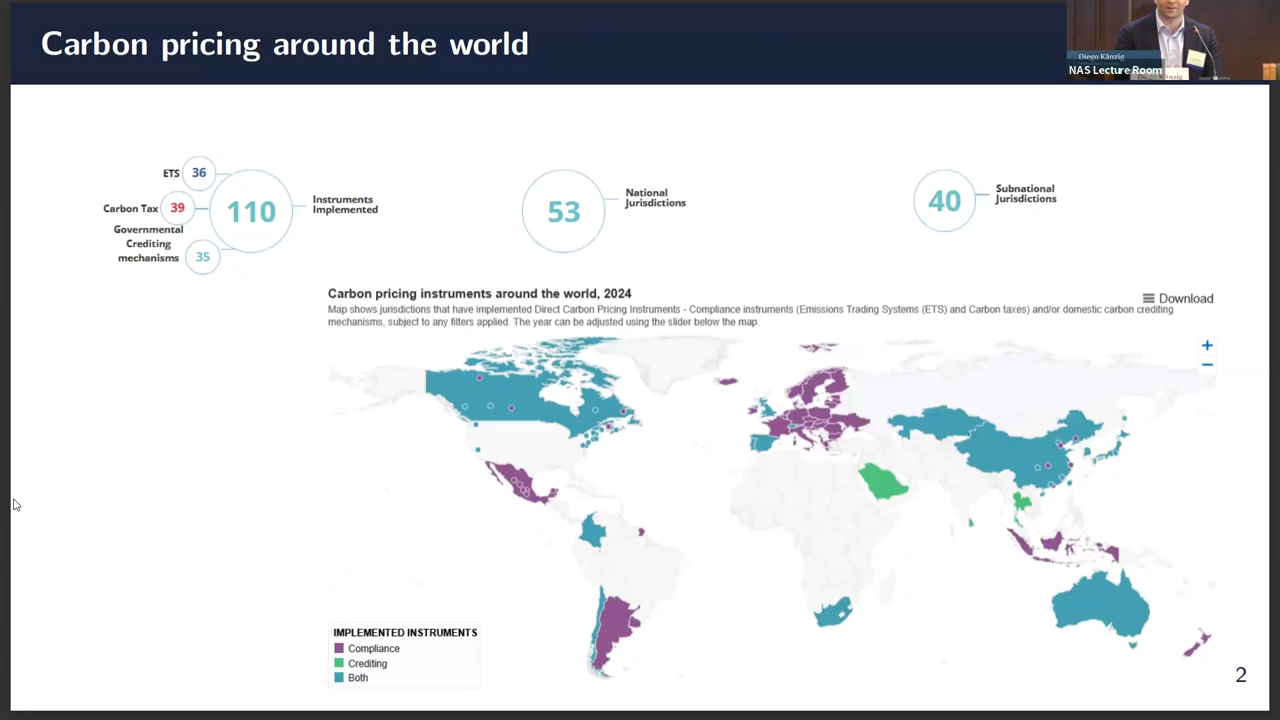 Carbon pricing around the world
Diego Känzig
NAS Lecture Room
ETS 36
Carbon Tax 39
Governmental
Crediting
mechanisms 35
110
Instruments
Implemented
53
National
Jurisdictions
40
Subnational
Jurisdictions
Carbon pricing instruments around the world, 2024
Download
Map shows jurisdictions that have implemented Direct Carbon Pricing Instruments - Compliance instruments (Emissions Trading Systems (ETS) and Carbon taxes) and/or domestic carbon crediting
mechanisms, subject to any filters applied. The year can be adjusted using the slider below the map.
+
−
IMPLEMENTED INSTRUMENTS
Compliance
Crediting
Both
2